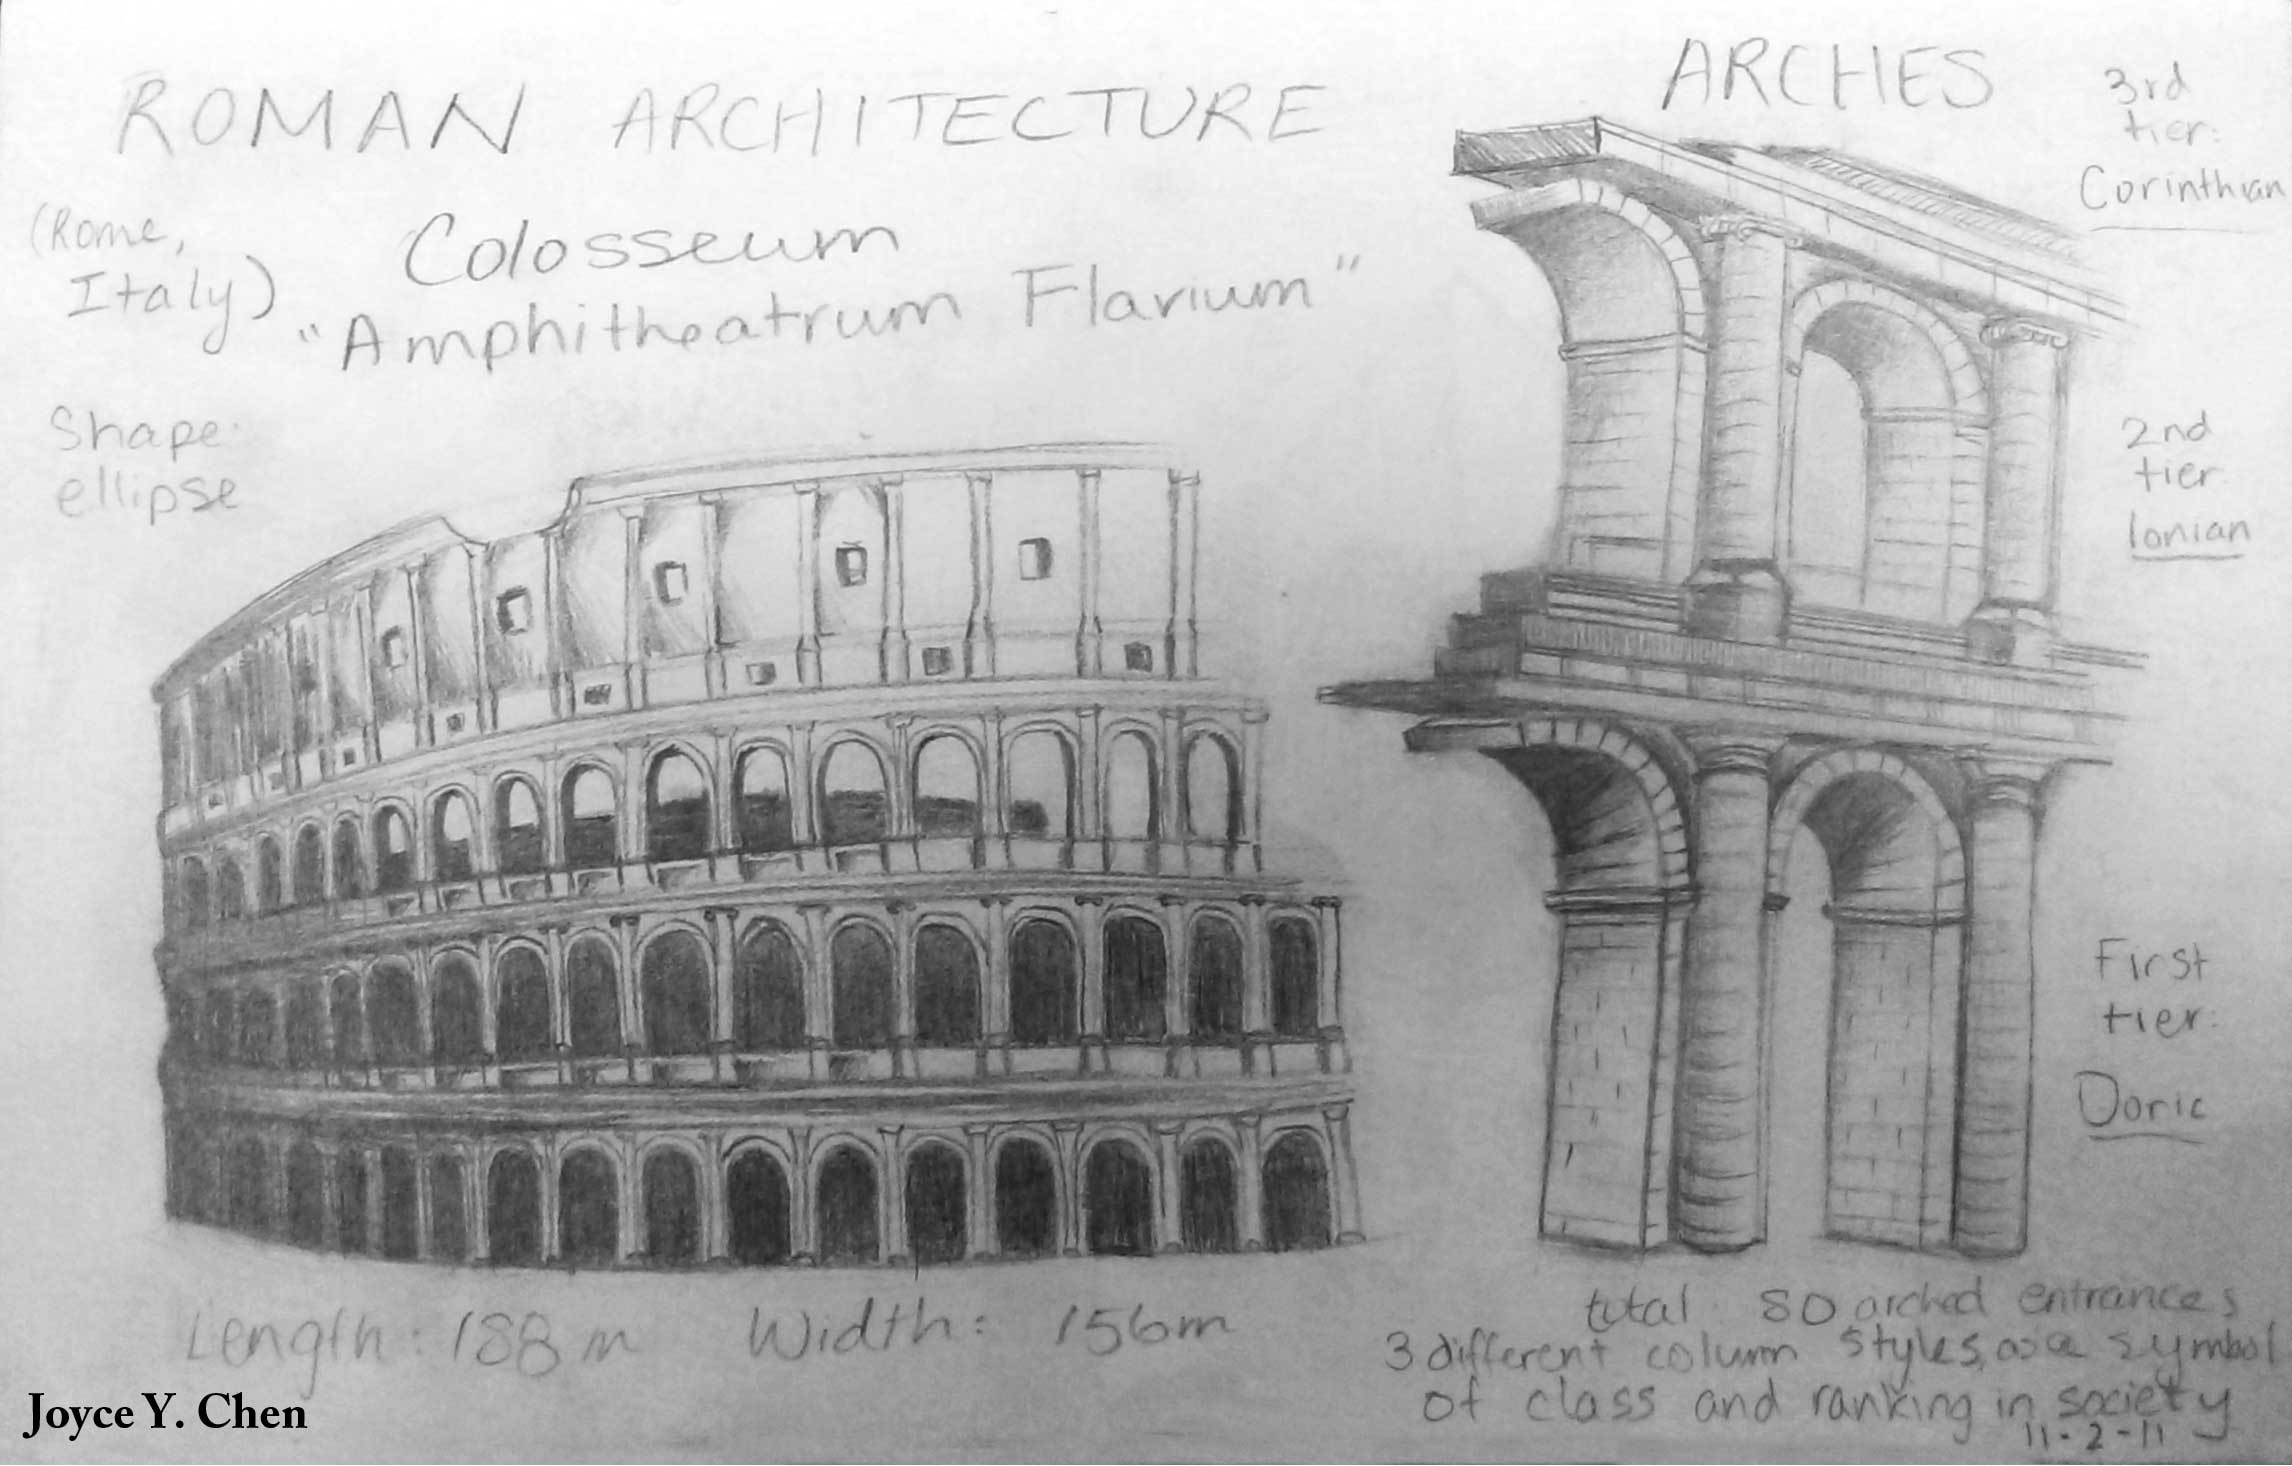 ROMAN ARCHITECTURE
(Rome,
Italy)
Colosseum
"Amphitheatrum Flavium"
Shape:
ellipse
Length: 188 m
Width: 156m
Joyce Y. Chen
ARCHES
3rd
tier:
Corinthian
2nd
tier:
Ionian
First
tier:
Doric
total: 80 arched entrances
3 different column styles, as a symbol
of class and ranking in society
11-2-11